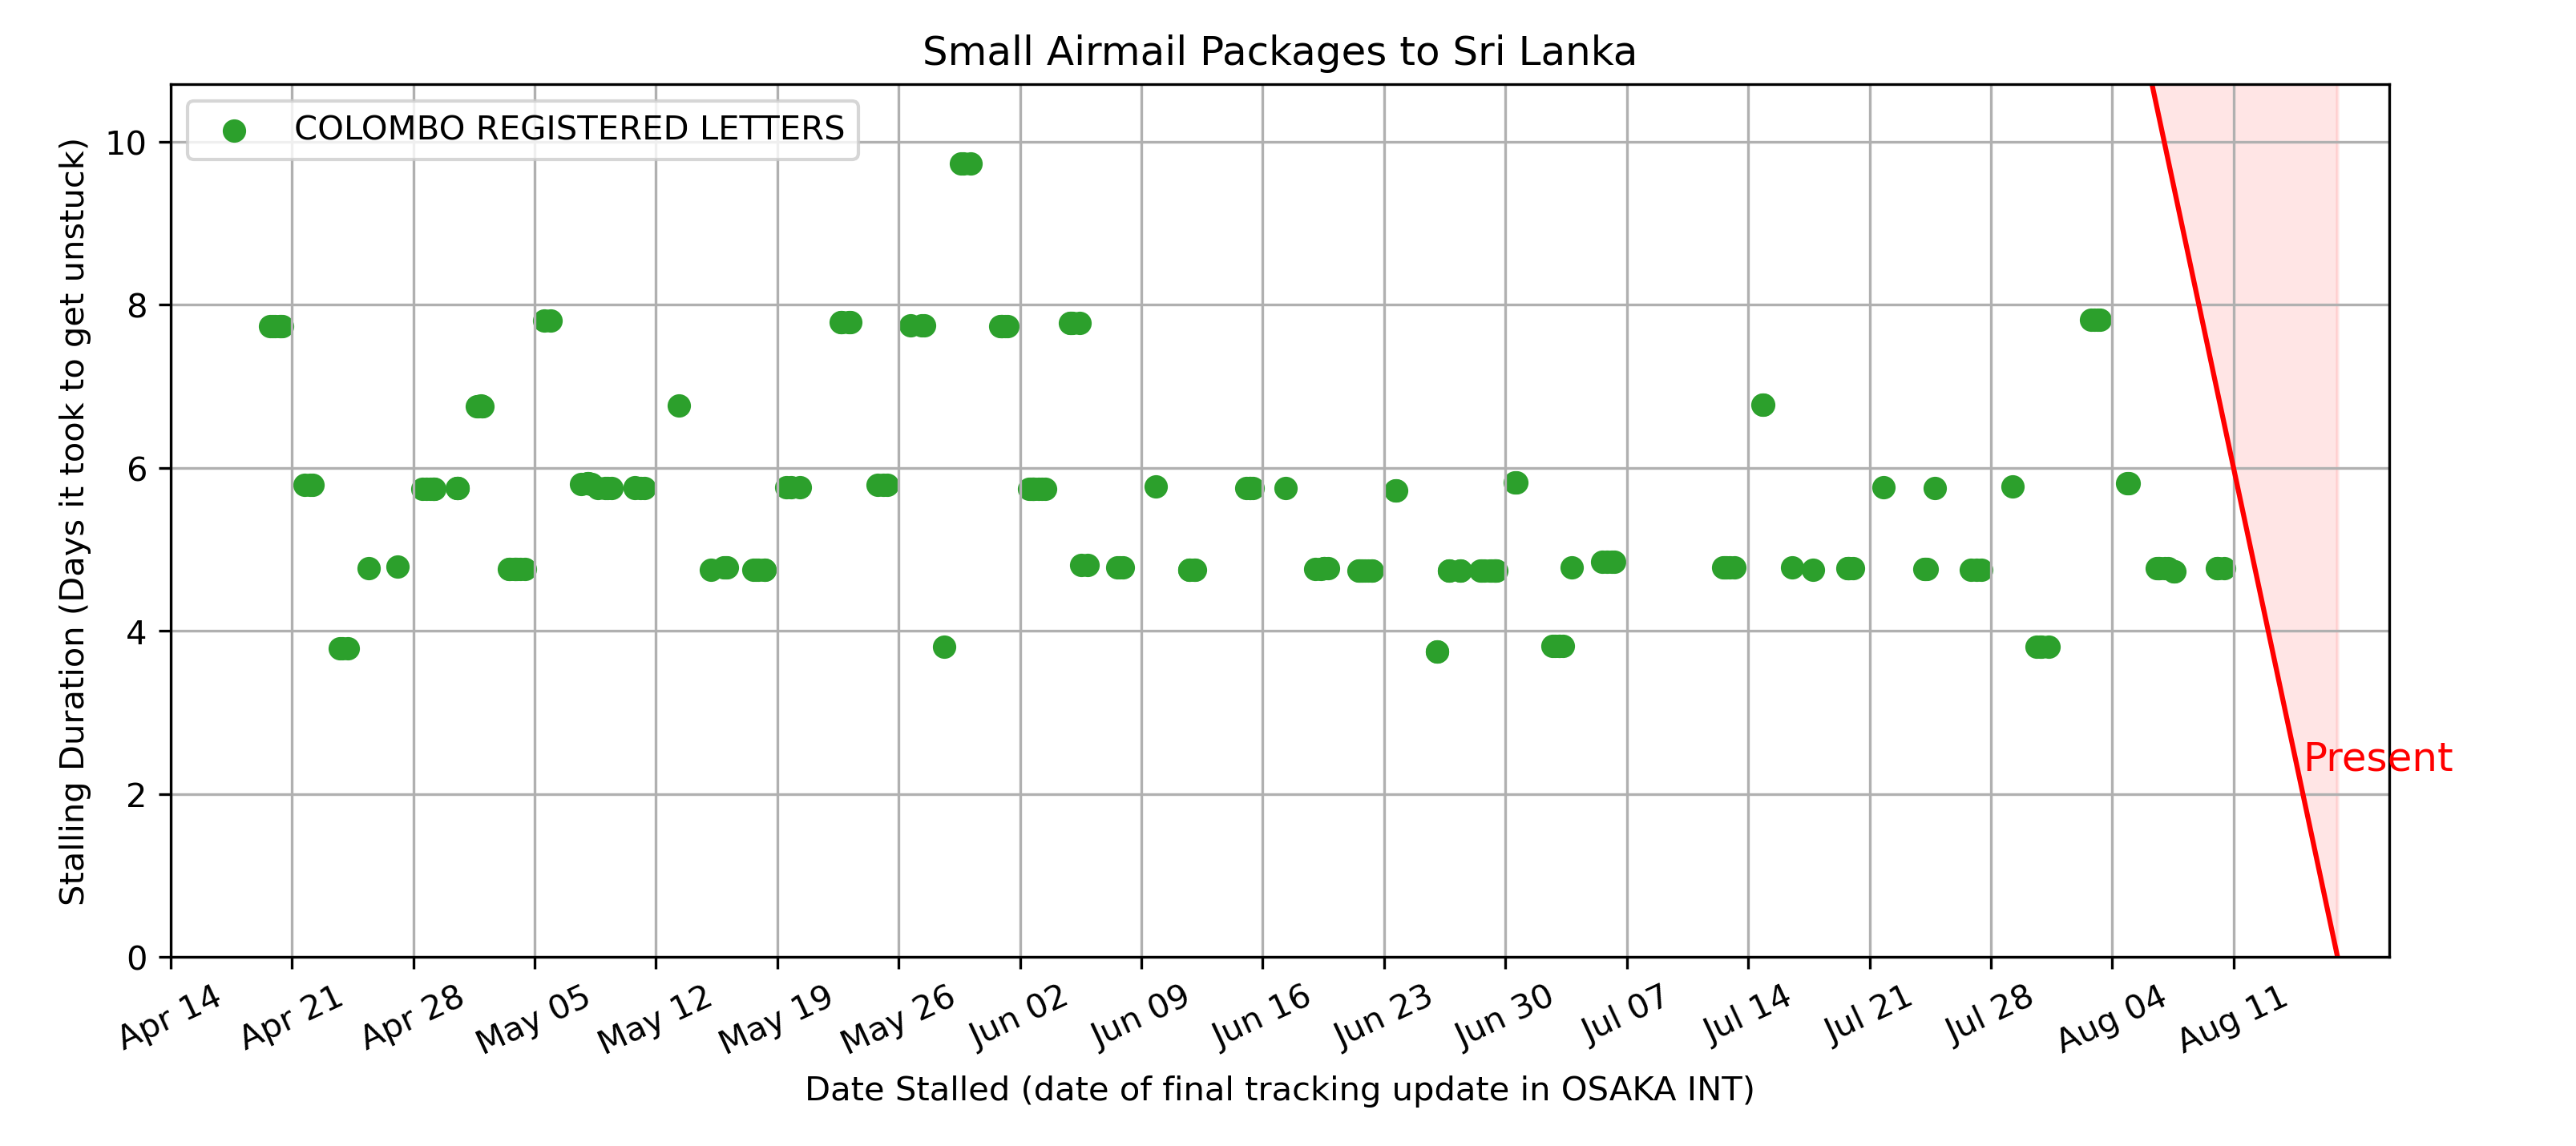 Small Airmail Packages to Sri Lanka
COLOMBO REGISTERED LETTERS
Stalling Duration (Days it took to get unstuck)
10
8
6
4
2
0
Present
Apr 14
Apr 21
Apr 28
May 05
May 12
May 19
May 26
Jun 02
Jun 09
Jun 16
Jun 23
Jun 30
Jul 07
Jul 14
Jul 21
Jul 28
Aug 04
Aug 11
Date Stalled (date of final tracking update in OSAKA INT)